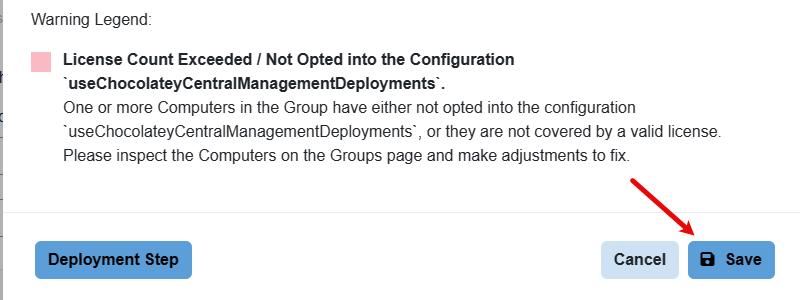 Warning Legend:
License Count Exceeded / Not Opted into the Configuration
`useChocolateyCentralManagementDeployments`.
One or more Computers in the Group have either not opted into the configuration
`useChocolateyCentralManagementDeployments`, or they are not covered by a valid license.
Please inspect the Computers on the Groups page and make adjustments to fix.
Deployment Step
Cancel
Save